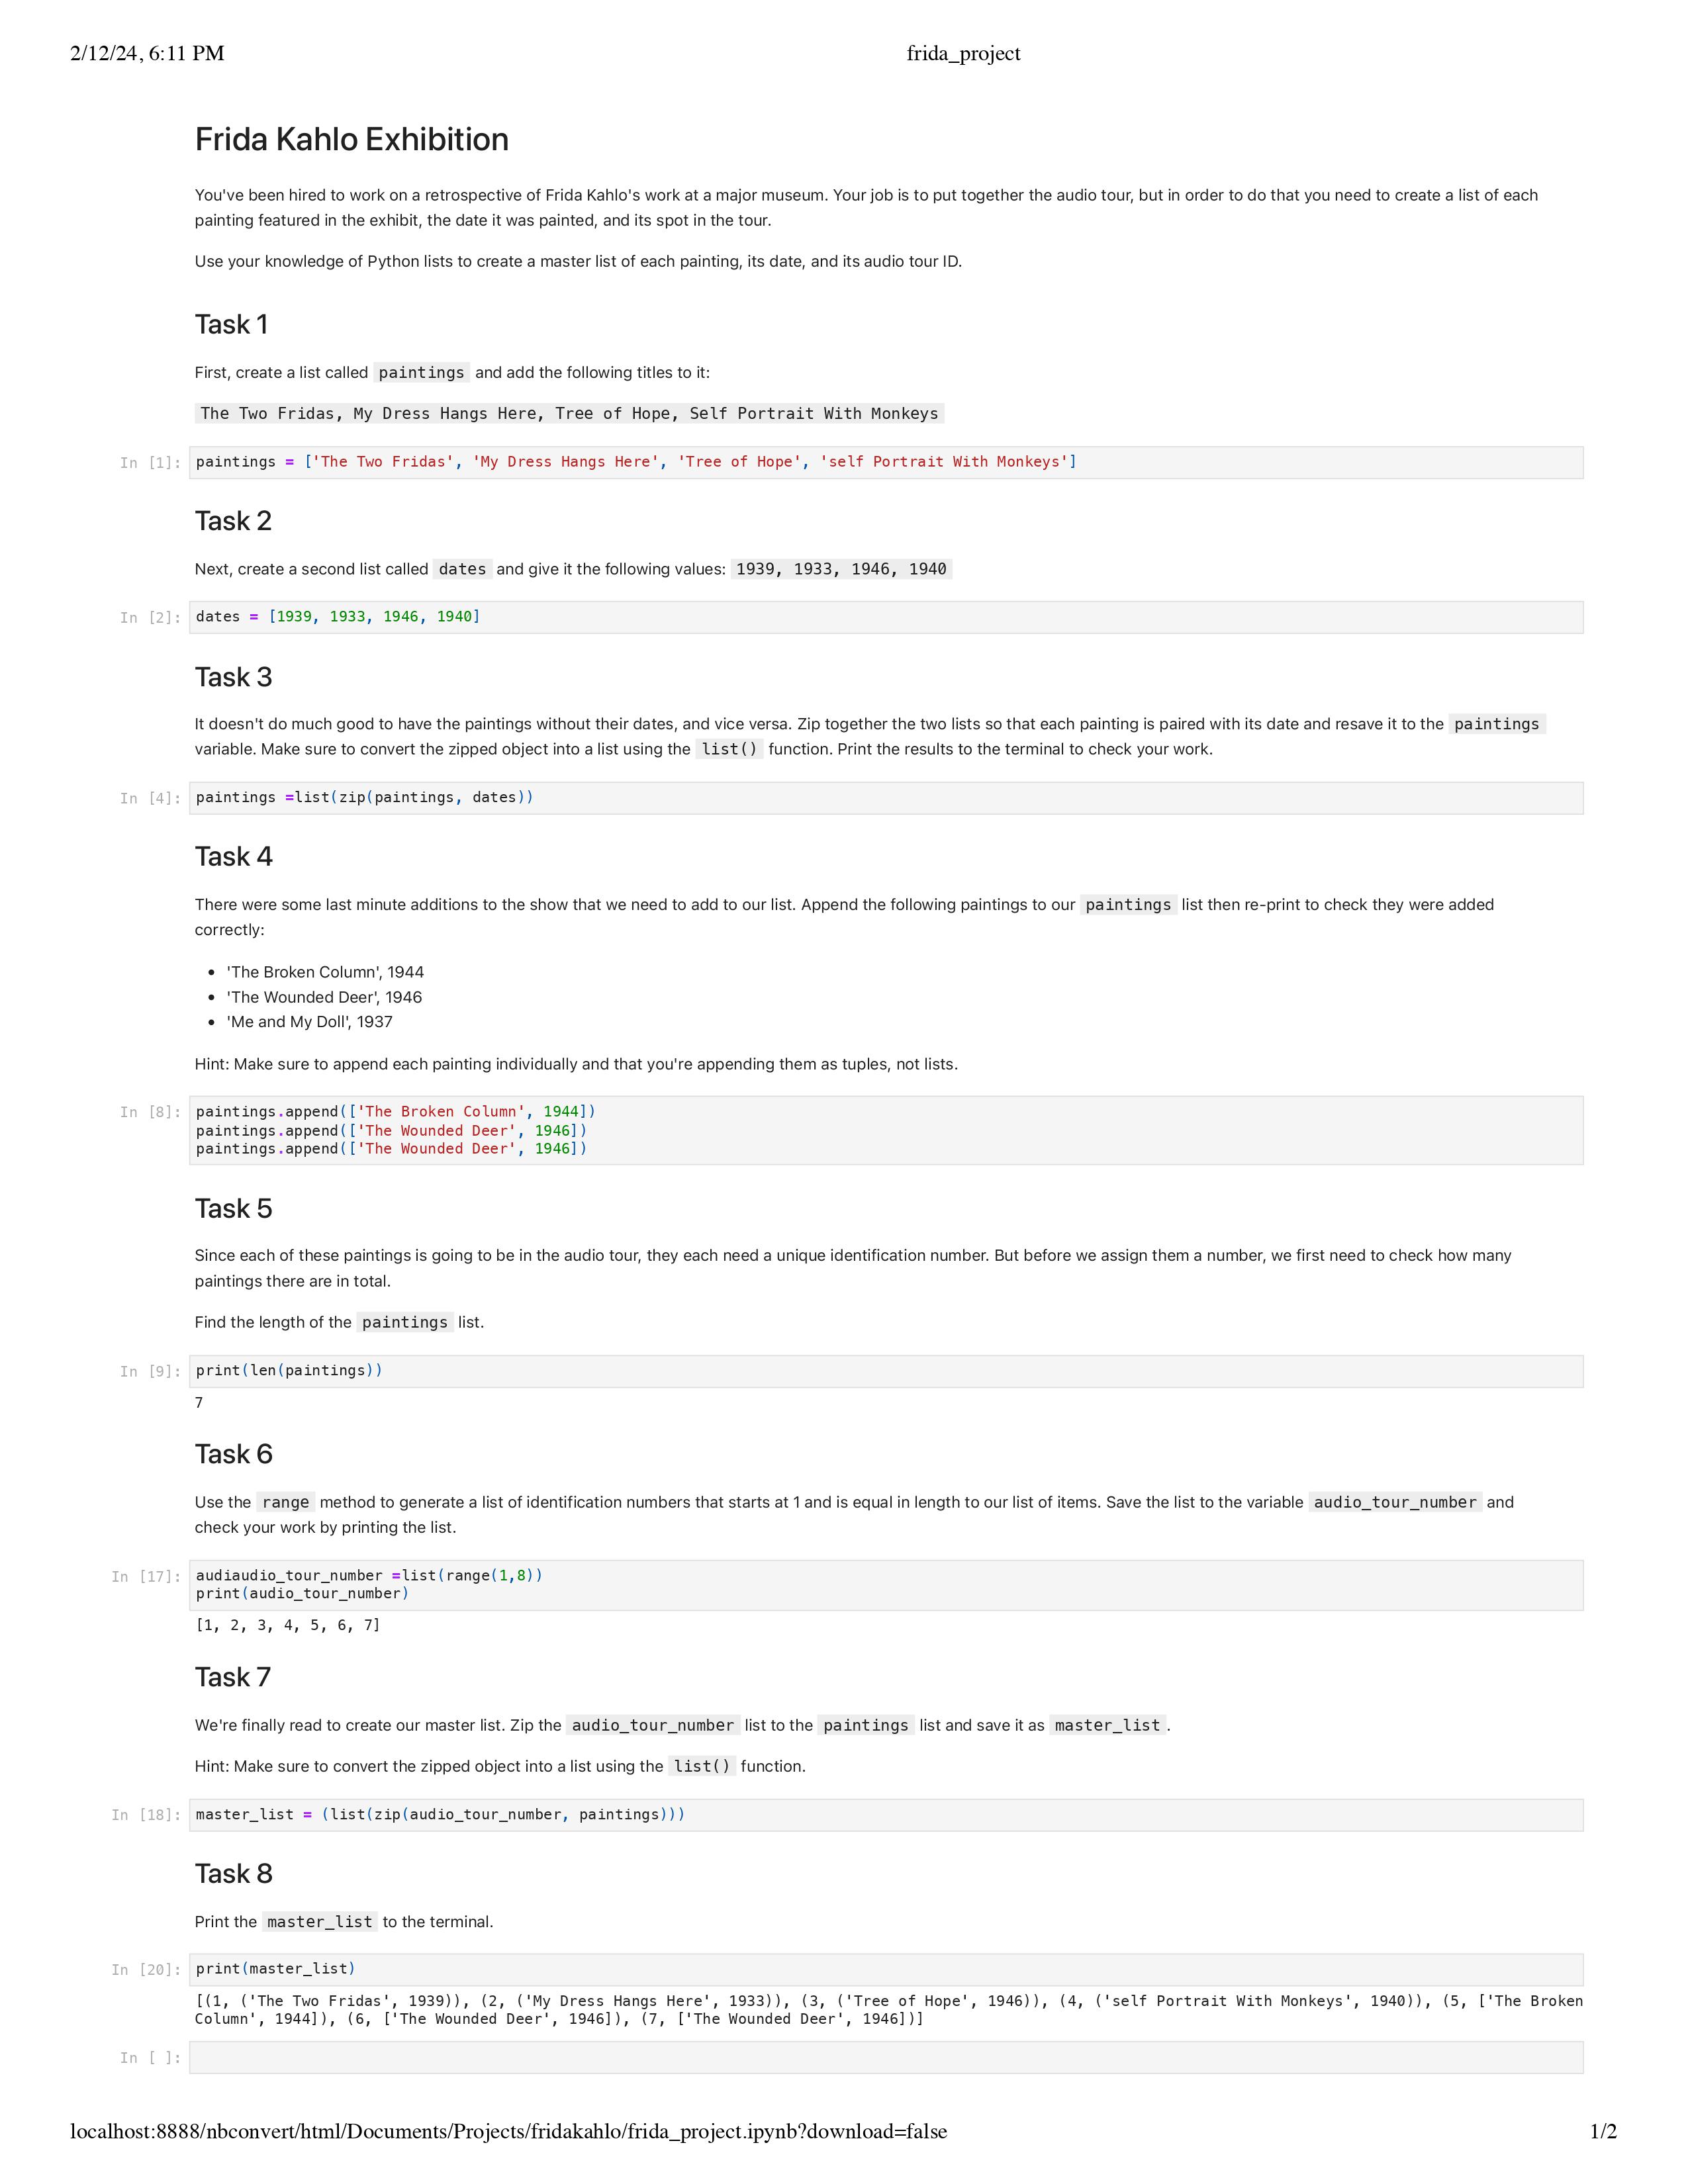 2/12/24, 6:11 PM
frida_project
Frida Kahlo Exhibition
You've been hired to work on a retrospective of Frida Kahlo's work at a major museum. Your job is to put together the audio tour, but in order to do that you need to create a list of each
painting featured in the exhibit, the date it was painted, and its spot in the tour.
Use your knowledge of Python lists to create a master list of each painting, its date, and its audio tour ID.
Task 1
First, create a list called paintings and add the following titles to it:
The Two Fridas, My Dress Hangs Here, Tree of Hope, Self Portrait With Monkeys
In [1]: paintings = ['The Two Fridas', 'My Dress Hangs Here', 'Tree of Hope', 'self Portrait With Monkeys']
Task 2
Next, create a second list called dates and give it the following values: 1939, 1933, 1946, 1940
In [2]: dates = [1939, 1933, 1946, 1940]
Task 3
It doesn't do much good to have the paintings without their dates, and vice versa. Zip together the two lists so that each painting is paired with its date and resave it to the paintings
variable. Make sure to convert the zipped object into a list using the list() function. Print the results to the terminal to check your work.
In [4]: paintings =list(zip(paintings, dates))
Task 4
There were some last minute additions to the show that we need to add to our list. Append the following paintings to our paintings list then re-print to check they were added
correctly:
• 'The Broken Column', 1944
• 'The Wounded Deer', 1946
• 'Me and My Doll', 1937
Hint: Make sure to append each painting individually and that you're appending them as tuples, not lists.
In [8]: paintings.append(['The Broken Column', 1944])
paintings.append(['The Wounded Deer', 1946])
paintings.append(['The Wounded Deer', 1946])
Task 5
Since each of these paintings is going to be in the audio tour, they each need a unique identification number. But before we assign them a number, we first need to check how many
paintings there are in total.
Find the length of the paintings list.
In [9]: print(len(paintings))
7
Task 6
Use the range method to generate a list of identification numbers that starts at 1 and is equal in length to our list of items. Save the list to the variable audio_tour_number and
check your work by printing the list.
In [17]: audiaudio_tour_number =list(range(1,8))
print(audio_tour_number)
[1, 2, 3, 4, 5, 6, 7]
Task 7
We're finally read to create our master list. Zip the audio_tour_number list to the paintings list and save it as master_list.
Hint: Make sure to convert the zipped object into a list using the list() function.
In [18]: master_list = (list(zip(audio_tour_number, paintings)))
Task 8
Print the master_list to the terminal.
In [20]: print(master_list)
[(1, ('The Two Fridas', 1939)), (2, ('My Dress Hangs Here', 1933)), (3, ('Tree of Hope', 1946)), (4, ('self Portrait With Monkeys', 1940)), (5, ['The Broken
Column', 1944]), (6, ['The Wounded Deer', 1946]), (7, ['The Wounded Deer', 1946])]
In [ ]:
localhost:8888/nbconvert/html/Documents/Projects/fridakahlo/frida_project.ipynb?download=false
1/2